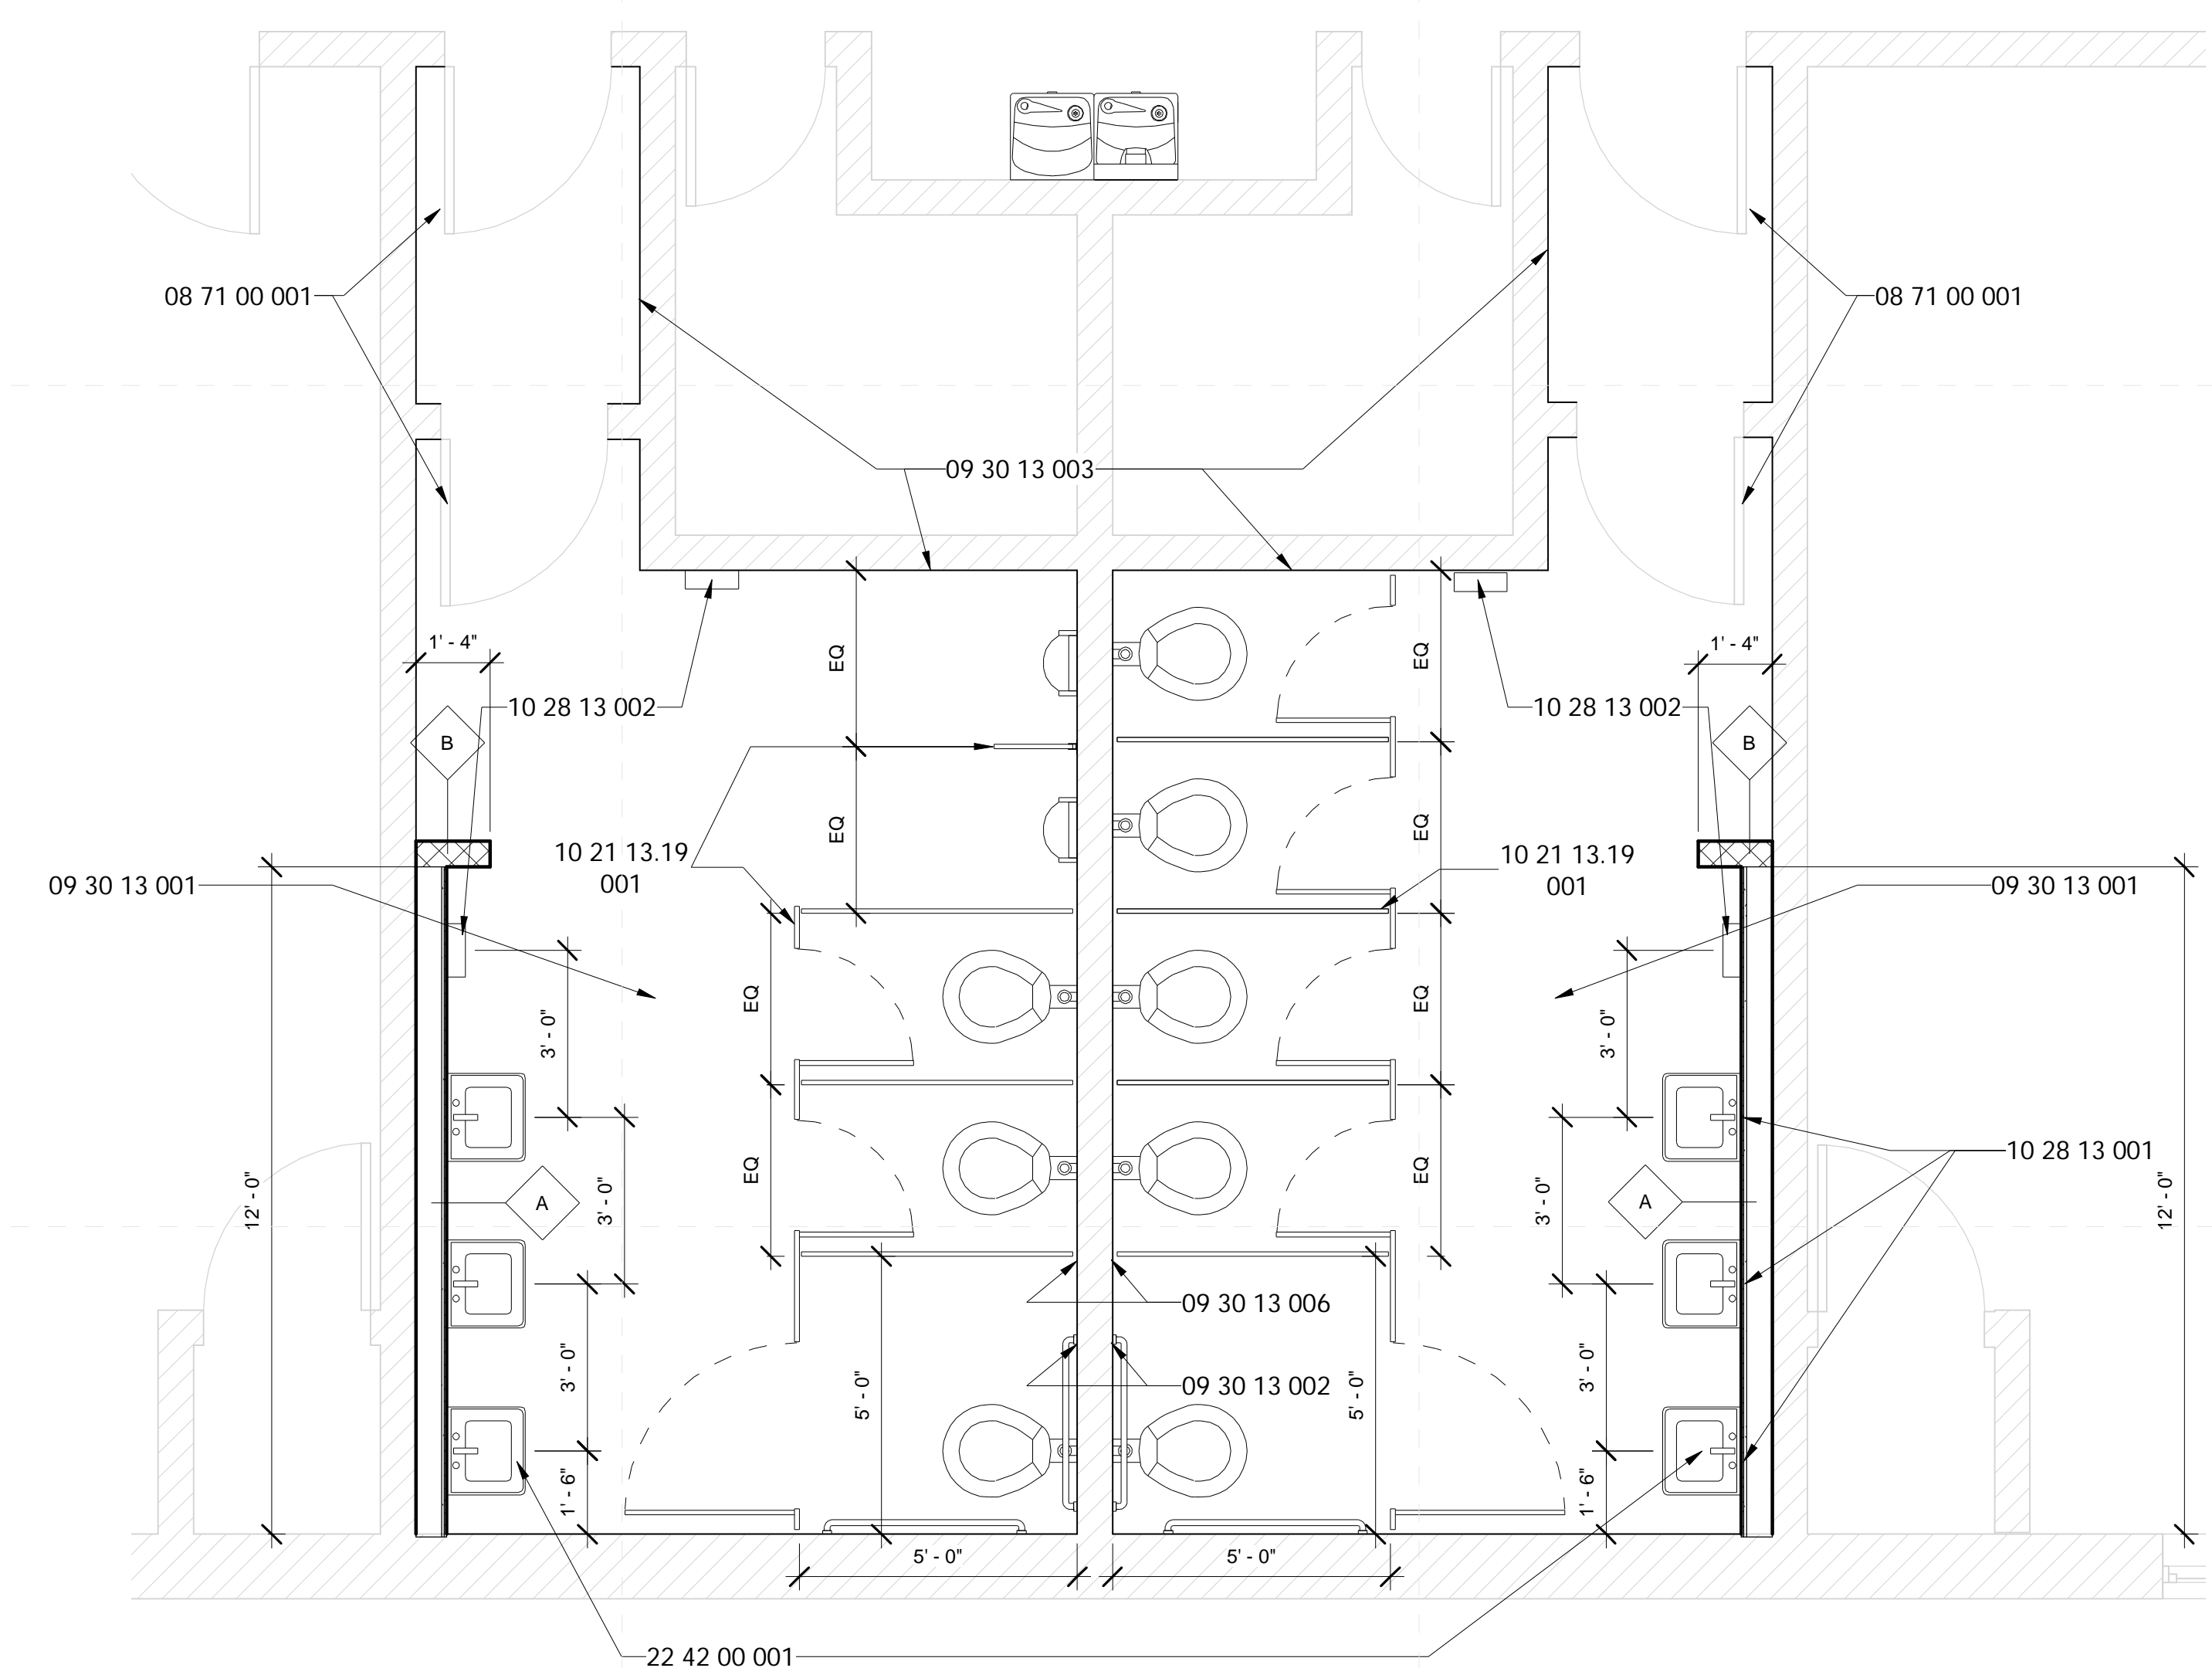 08 71 00 001
08 71 00 001
09 30 13 003
1' - 4"
1' - 4"
EQ
EQ
10 28 13 002
10 28 13 002
B
B
EQ
EQ
10 21 13.19
001
10 21 13.19
001
09 30 13 001
09 30 13 001
3' - 0"
EQ
EQ
3' - 0"
10 28 13 001
12' - 0"
A
3' - 0"
EQ
EQ
3' - 0"
A
12' - 0"
09 30 13 006
3' - 0"
5' - 0"
09 30 13 002
5' - 0"
3' - 0"
1' - 6"
1' - 6"
5' - 0"
5' - 0"
22 42 00 001